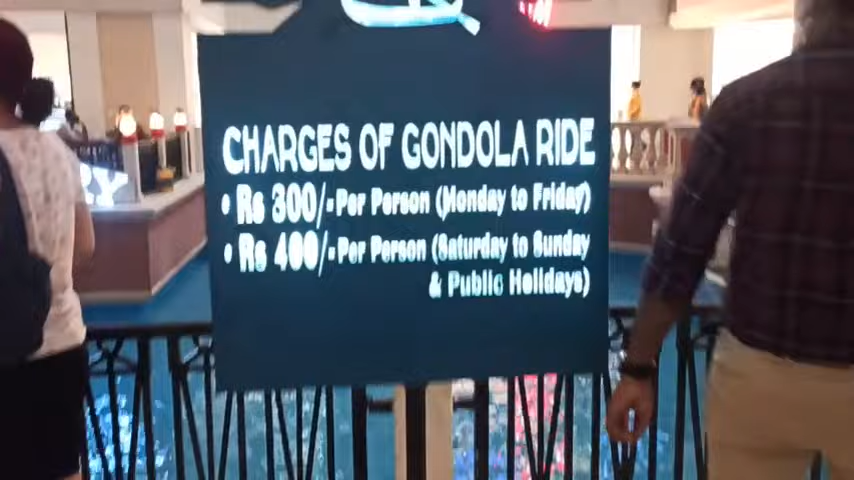 CHARGES OF GONDOLA RIDE
• Rs 300/- Per Person (Monday to Friday)
• Rs 400/- Per Person (Saturday to Sunday
& Public Holidays)